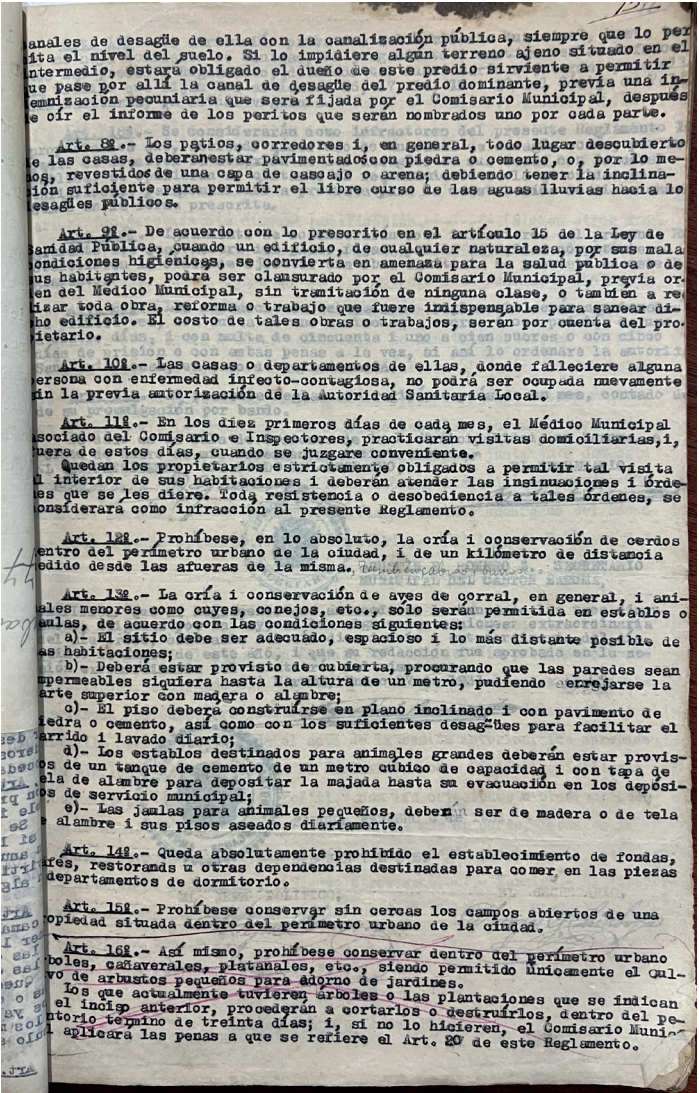 anales de desagüe de ella con la canalización pública, siempre que lo per
ita el nivel del suelo. Si lo impidiere algún terreno ajeno situado en el
ntermedio, estará obligado el dueño de este predio sirviente a permitir
ue pase por allí la canal de desagüe del predio dominante, previa una in-
emnización pecuniaria que será fijada por el Comisario Municipal, después
e oír el informe de los peritos que serán nombrados uno por cada parte.
Art. 8º.- Los patios, corredores i, en general, todo lugar descubierto
e las casas, deberanestar pavimentados con piedra o cemento, o, por lo me-
nos, revestidos de una capa de cascajo o arena; debiendo tener la inclina-
ión suficiente para permitir el libre curso de las aguas lluvias hacia lo
esagües públicos.
Art. 9º.- De acuerdo con lo prescrito en el artículo 15 de la Ley de
Sanidad Pública, cuando un edificio, de cualquier naturaleza, por sus mala
ondiciones higiénicas, se convierta en amenaza para la salud pública o de
us habitantes, podrá ser clausurado por el Comisario Municipal, previa or-
en del Médico Municipal, sin tramitación de ninguna clase, o también a re
lizar toda obra, reforma o trabajo que fuere indispensable para sanear di-
ho edificio. El costo de tales obras o trabajos, serán por cuenta del pro-
ietario.
Art. 10º.- Las casas o departamentos de ellas, donde falleciere alguna
ersona con enfermedad infecto-contagiosa, no podrá ser ocupada nuevamente
in la previa autorización de la Autoridad Sanitaria Local.
Art. 11º.- En los diez primeros días de cada mes, el Médico Municipal
sociado del Comisario e Inspectores, practicarán visitas domiciliarias,i,
uera de estos días, cuando se juzgare conveniente.
Quedan los propietarios estrictamente obligados a permitir tal visita
l interior de sus habitaciones i deberán atender las insinuaciones i órde-
es que se les diere. Toda resistencia o desobediencia a tales órdenes, se
onsiderará como infracción al presente Reglamento.
Art. 12º.- Prohíbese, en lo absoluto, la cría i conservación de cerdos
entro del perímetro urbano de la ciudad, i de un kilómetro de distancia
edido desde las afueras de la misma.
Art. 13º.- La cría i conservación de aves de corral, en general, i ani-
ales menores como cuyes, conejos, etc., sólo serán permitida en establos o
aulas, de acuerdo con las condiciones siguientes:
a)- El sitio debe ser adecuado, espacioso i lo más distante posible de
as habitaciones;
b)- Deberá estar provisto de cubierta, procurando que las paredes sean
mpermeables siquiera hasta la altura de un metro, pudiendo enrejarse la
arte superior con madera o alambre;
c)- El piso deberá construirse en plano inclinado i con pavimento de
iedra o cemento, así como con los suficientes desagües para facilitar el
arrido i lavado diario;
d)- Los establos destinados para animales grandes deberán estar provis-
os de un tanque de cemento de un metro cúbico de capacidad i con tapa de
ela de alambre para depositar la majada hasta su evacuación en los depósi-
os de servicio municipal;
e)- Las jaulas para animales pequeños, deberán ser de madera o de tela
e alambre i sus pisos aseados diariamente.
Art. 14º.- Queda absolutamente prohibido el establecimiento de fondas,
afés, restorands u otras dependencias destinadas para comer en las piezas
departamentos de dormitorio.
Art. 15º.- Prohíbese conservar sin cercas los campos abiertos de una
opiedad situada dentro del perímetro urbano de la ciudad.
Art. 16º.- Así mismo, prohíbese conservar dentro del perímetro urbano
boles, cañaverales, platanales, etc., siendo permitido únicamente el cul-
vo de arbustos pequeños para adorno de jardines.
Los que actualmente tuvieren árboles o las plantaciones que se indican
el inciso anterior, procederán a cortarlos o destruírlos, dentro del pe-
ntorio término de treinta días; i, si no lo hicieren, el Comisario Munic
l aplicará las penas a que se refiere el Art. 20 de este Reglamento.